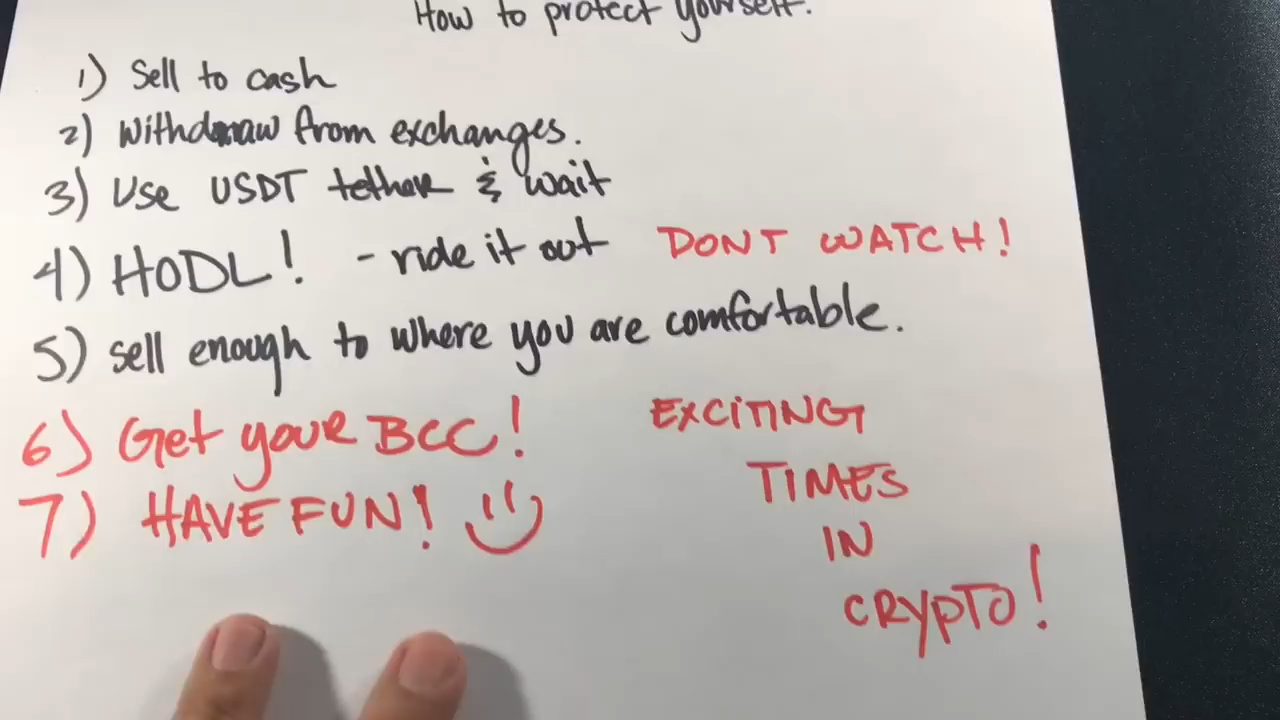 How to protect yourself.
1) Sell to cash
2) Withdraw from exchanges.
3) Use USDT tether & wait
4) HODL! - ride it out DONT WATCH!
5) sell enough to where you are comfortable.
6) Get your BCC!
7) HAVE FUN!
EXCITING
TIMES
IN
CRYPTO!